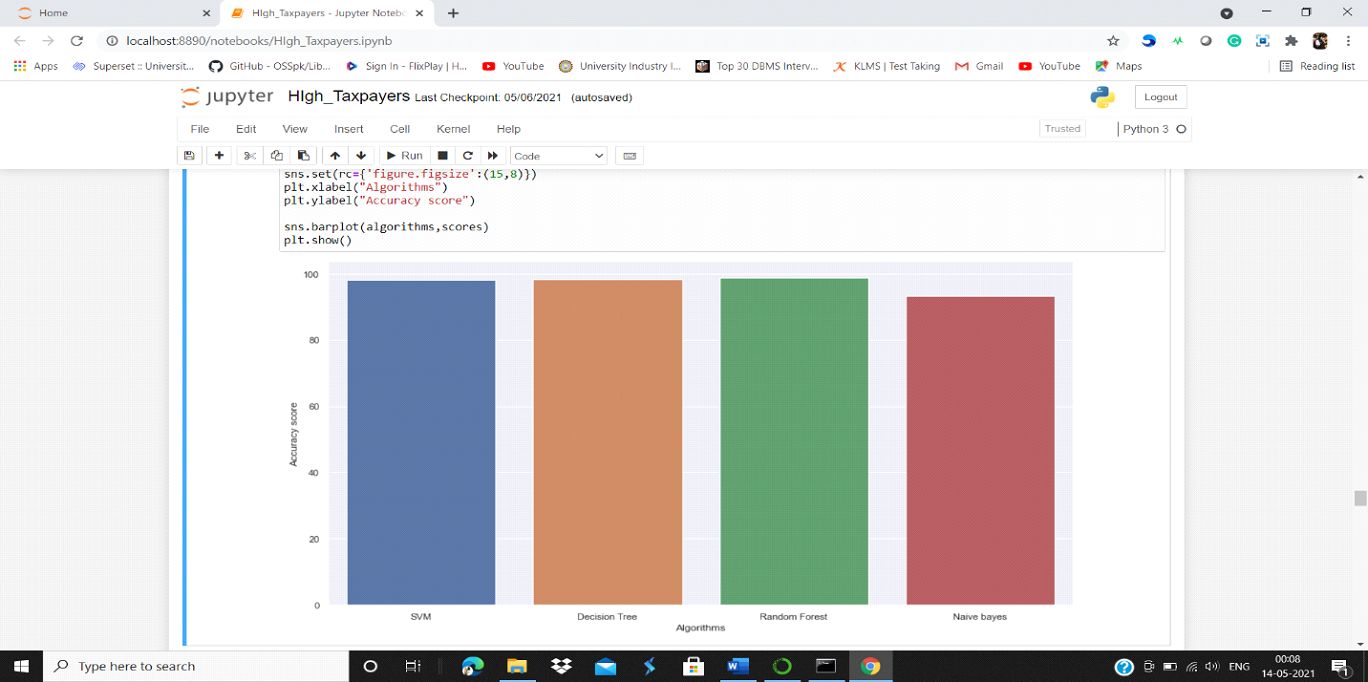 Home
HIgh_Taxpayers - Jupyter Notebo
localhost:8890/notebooks/HIgh_Taxpayers.ipynb
Apps Superset :: Universit... GitHub - OSSpk/Lib... Sign In - FlixPlay | H... YouTube University Industry I... Top 30 DBMS Interv... KLMS | Test Taking Gmail YouTube Maps Reading list
jupyter HIgh_Taxpayers Last Checkpoint: 05/06/2021 (autosaved) Logout
File Edit View Insert Cell Kernel Help Trusted Python 3
Run Code
sns.set(rc={'figure.figsize':(15,8)})
plt.xlabel("Algorithms")
plt.ylabel("Accuracy score")
sns.barplot(algorithms,scores)
plt.show()
100
80
60
40
20
0
Accuracy score
SVM Decision Tree Random Forest Naive bayes
Algorithms
Type here to search
W
ENG
00:08
14-05-2021
1